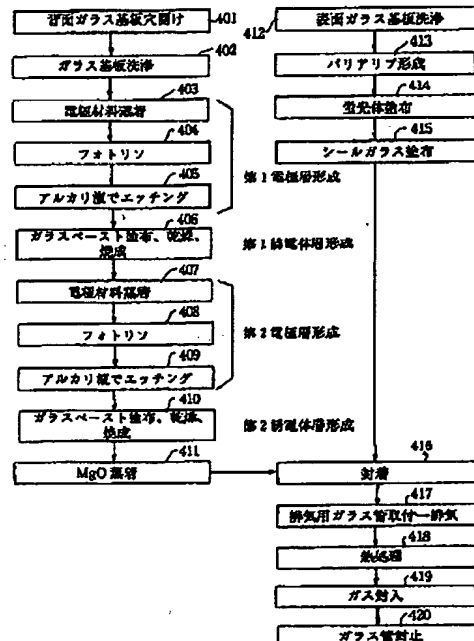 背面ガラス基板穴開け
401
ガラス基板洗浄
402
電極材料蒸着
403
フォトリソ
404
アルカリ液でエッチング
405
第1電極層形成
ガラスペースト塗布、乾燥、
焼成
406
第1誘電体層形成
電極材料蒸着
407
フォトリソ
408
アルカリ液でエッチング
409
第2電極層形成
ガラスペースト塗布、乾燥、
焼成
410
第2誘電体層形成
MgO蒸着
411
表面ガラス基板洗浄
412
バリアリブ形成
413
蛍光体塗布
414
シールガラス塗布
415
封着
416
排気用ガラス管取付一排気
417
熱処理
418
ガス封入
419
ガラス管封止
420